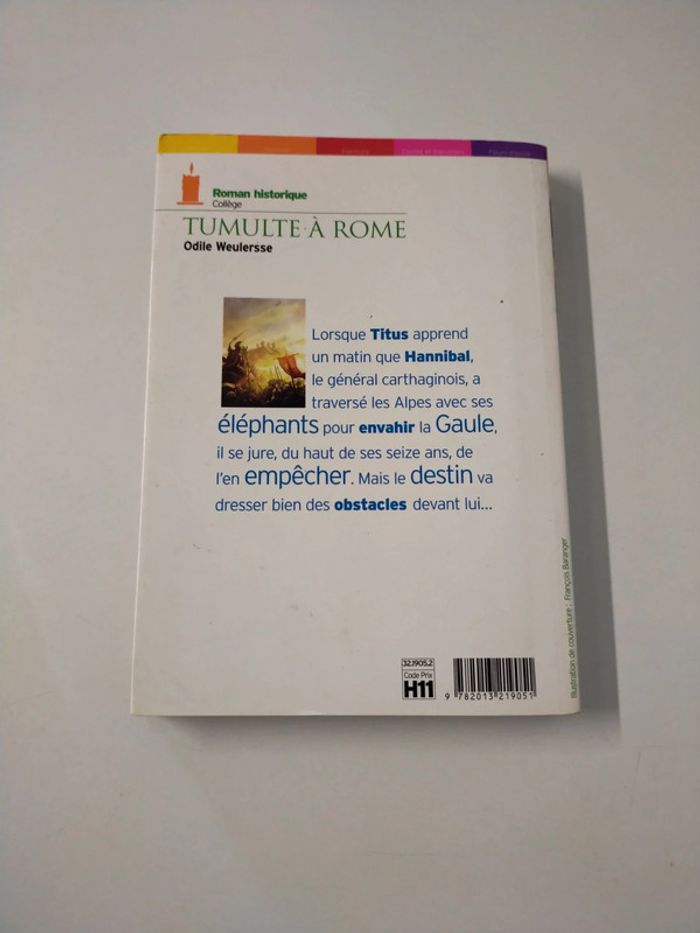 Roman historique
Collège
TUMULTE À ROME
Odile Weulersse
Lorsque Titus apprend
un matin que Hannibal,
le général carthaginois, a
traversé les Alpes avec ses
éléphants pour envahir la Gaule,
il se jure, du haut de ses seize ans, de
l'en empêcher. Mais le destin va
dresser bien des obstacles devant lui...
Illustration de couverture : François Baranger
32.1905.2
Code Prix
H11
9 782013 219051